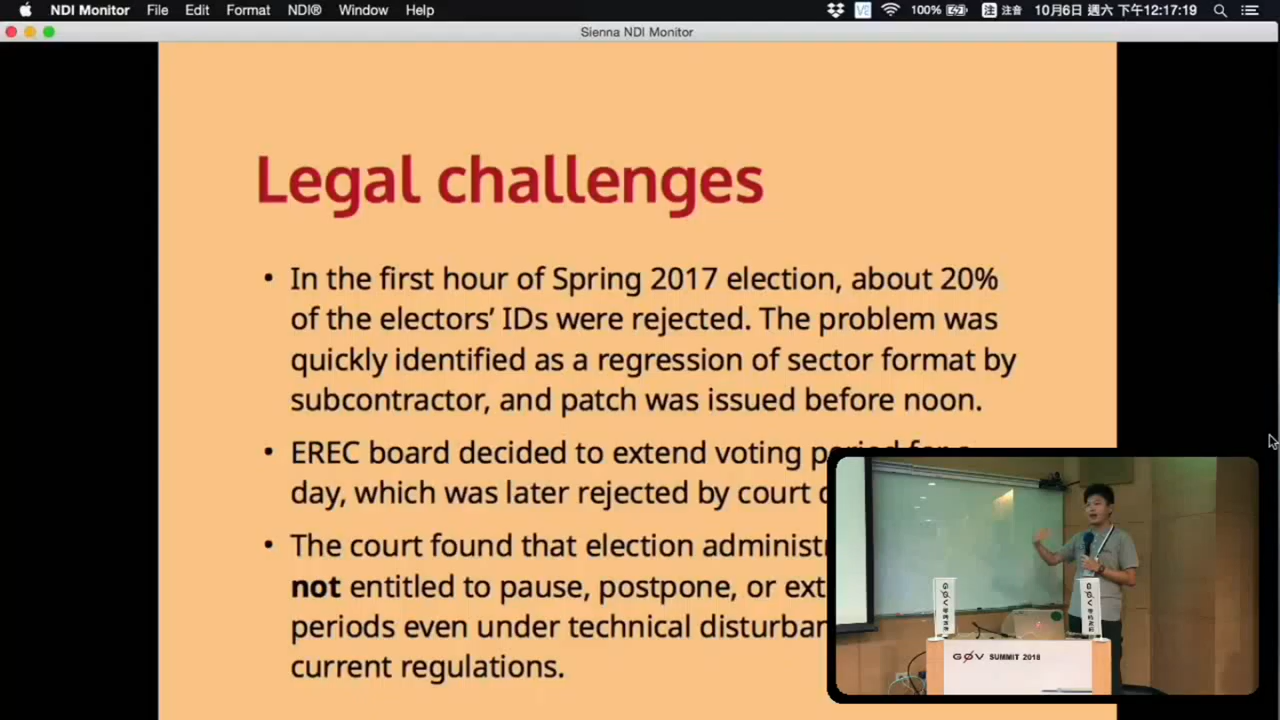 NDI Monitor File Edit Format NDI® Window Help 100% 注 注音 10月6日 週六 下午12:17:19
Sienna NDI Monitor
Legal challenges
• In the first hour of Spring 2017 election, about 20%
of the electors’ IDs were rejected. The problem was
quickly identified as a regression of sector format by
subcontractor, and patch was issued before noon.
• EREC board decided to extend voting period for a
day, which was later rejected by court
• The court found that election
not entitled to pause, postpone, or
periods even under technical
current regulations.
GØV SUMMIT 2018